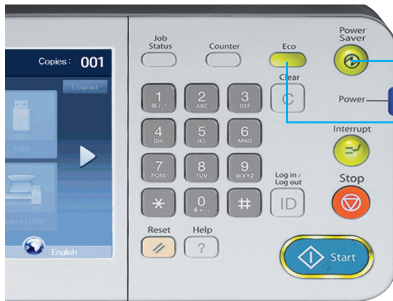 Power
Saver
Job
Status
Counter
Eco
Copies: 001
Logout
Clear
C
Power
1
@/.:
2
ABC
3
DEF
4
GHI
5
JKL
6
MNO
Interrupt
USB
7
PQRS
8
TUV
9
WXYZ
Log in /
Log out
Stop
0
#
ID
Reset
Help
?
Start
English